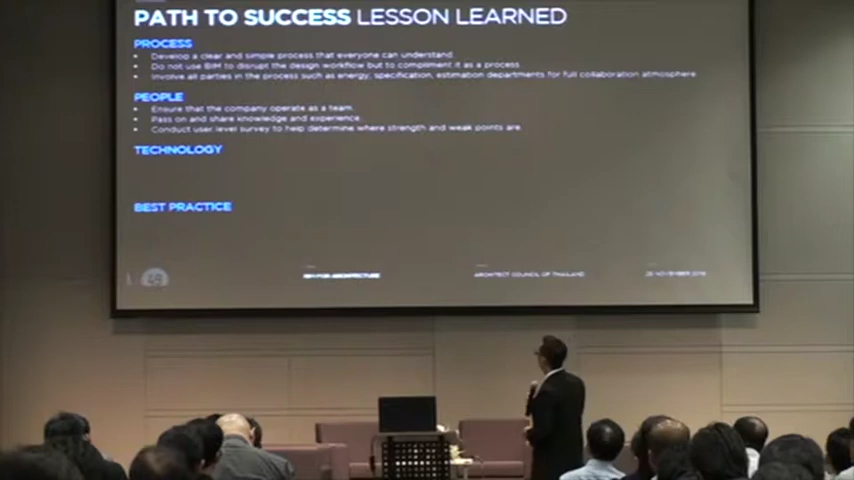 PATH TO SUCCESS LESSON LEARNED
PROCESS
• Develop a clear and simple process that everyone can understand.
• Do not use BIM to disrupt the design workflow but to compliment it as a process.
• Involve all parties in the process such as energy, specification, estimation departments for full collaboration atmosphere.
PEOPLE
• Ensure that the company operate as a team.
• Pass on and share knowledge and experience.
• Conduct user level survey to help determine where strength and weak points are.
TECHNOLOGY
BEST PRACTICE
BIM FOR ARCHITECTURE
ARCHITECT COUNCIL OF THAILAND
NOVEMBER